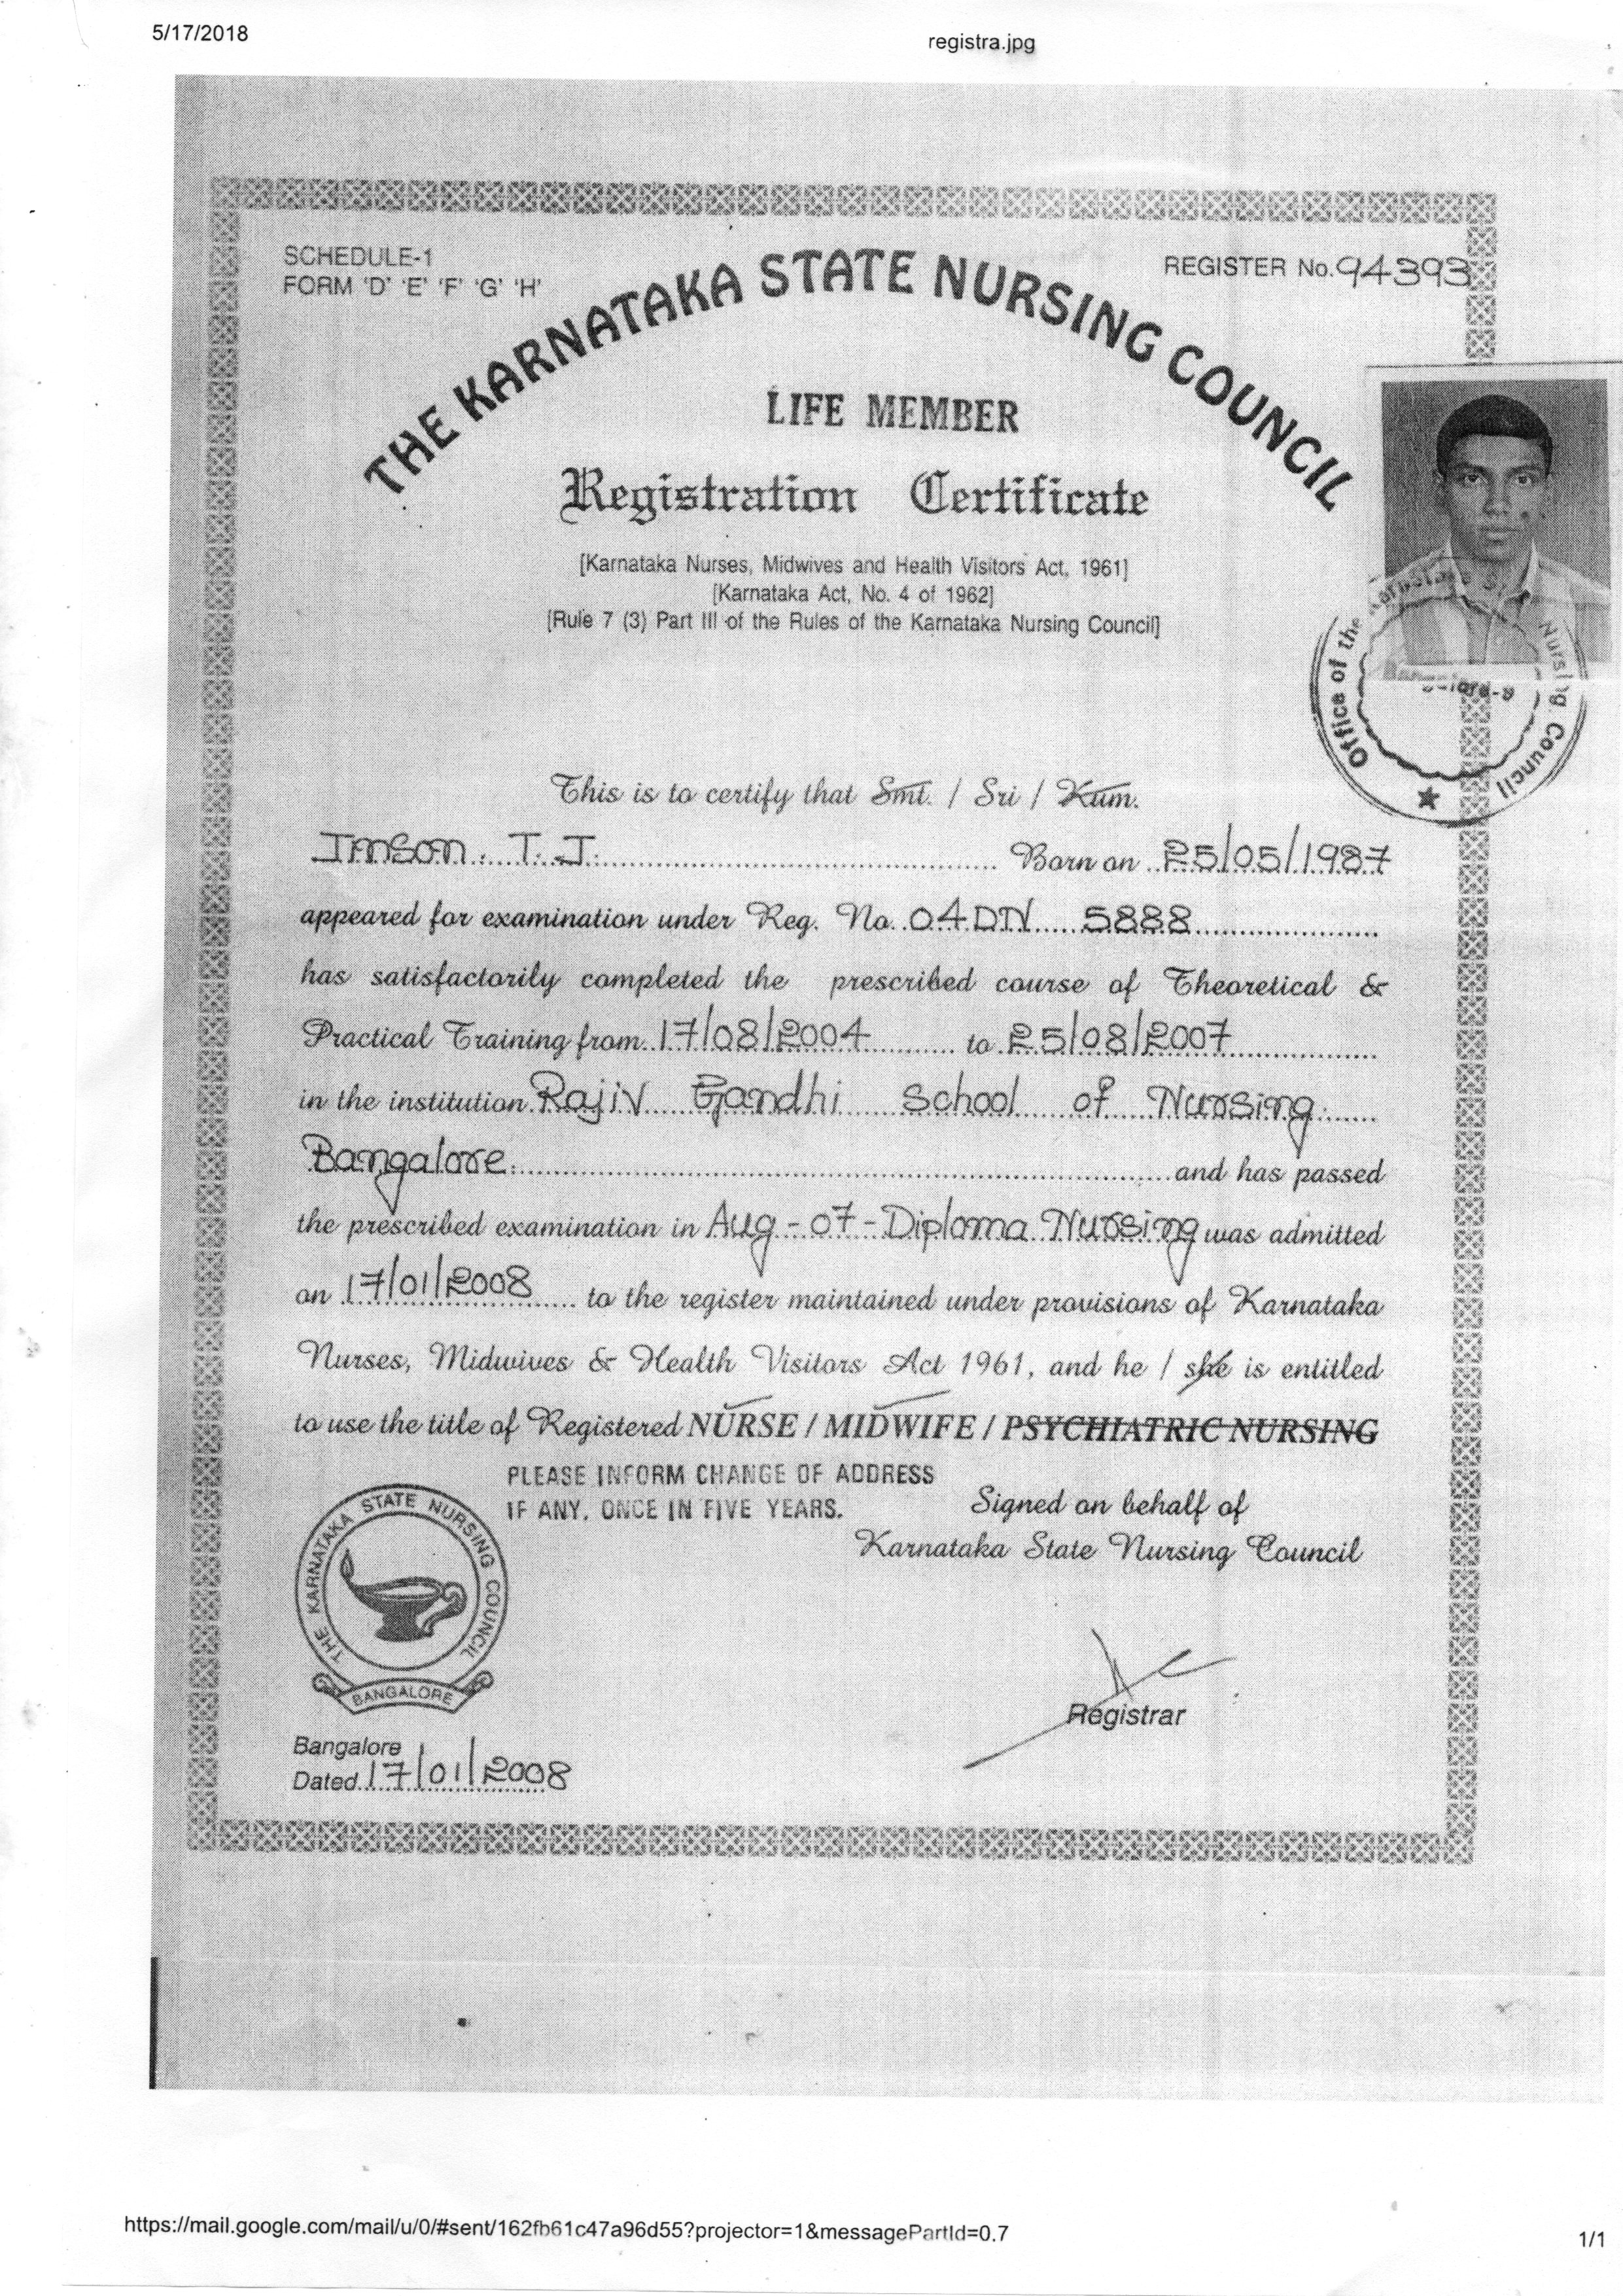 5/17/2018
registra.jpg
SCHEDULE-1
FORM 'D' 'E' 'F' 'G' 'H'
REGISTER No. 94393
THE KARNATAKA STATE NURSING COUNCIL
LIFE MEMBER
Registration Certificate
[Karnataka Nurses, Midwives and Health Visitors Act, 1961]
[Karnataka Act, No. 4 of 1962]
[Rule 7 (3) Part III of the Rules of the Karnataka Nursing Council]
Office of the Karnataka Nursing Council
This is to certify that Smt. / Sri / Kum.
Imson. T. J. Born on 25/05/1987
appeared for examination under Reg. No. 04DN 5888
has satisfactorily completed the prescribed course of Theoretical &
Practical Training from 17/08/2004 to 25/08/2007
in the institution Rajiv Gandhi School of Nursing
Bangalore. and has passed
the prescribed examination in Aug-07-Diploma Nursing was admitted
on 17/01/2008 to the register maintained under provisions of Karnataka
Nurses, Midwives & Health Visitors Act 1961, and he / she is entitled
to use the title of Registered NURSE / MIDWIFE / PSYCHIATRIC NURSING
PLEASE INFORM CHANGE OF ADDRESS
IF ANY. ONCE IN FIVE YEARS.
Signed on behalf of
Karnataka State Nursing Council
THE KARNATAKA STATE NURSING COUNCIL
BANGALORE
Registrar
Bangalore
Dated 17/01/2008
https://mail.google.com/mail/u/0/#sent/162fb61c47a96d55?projector=1&messagePartId=0.7
1/1